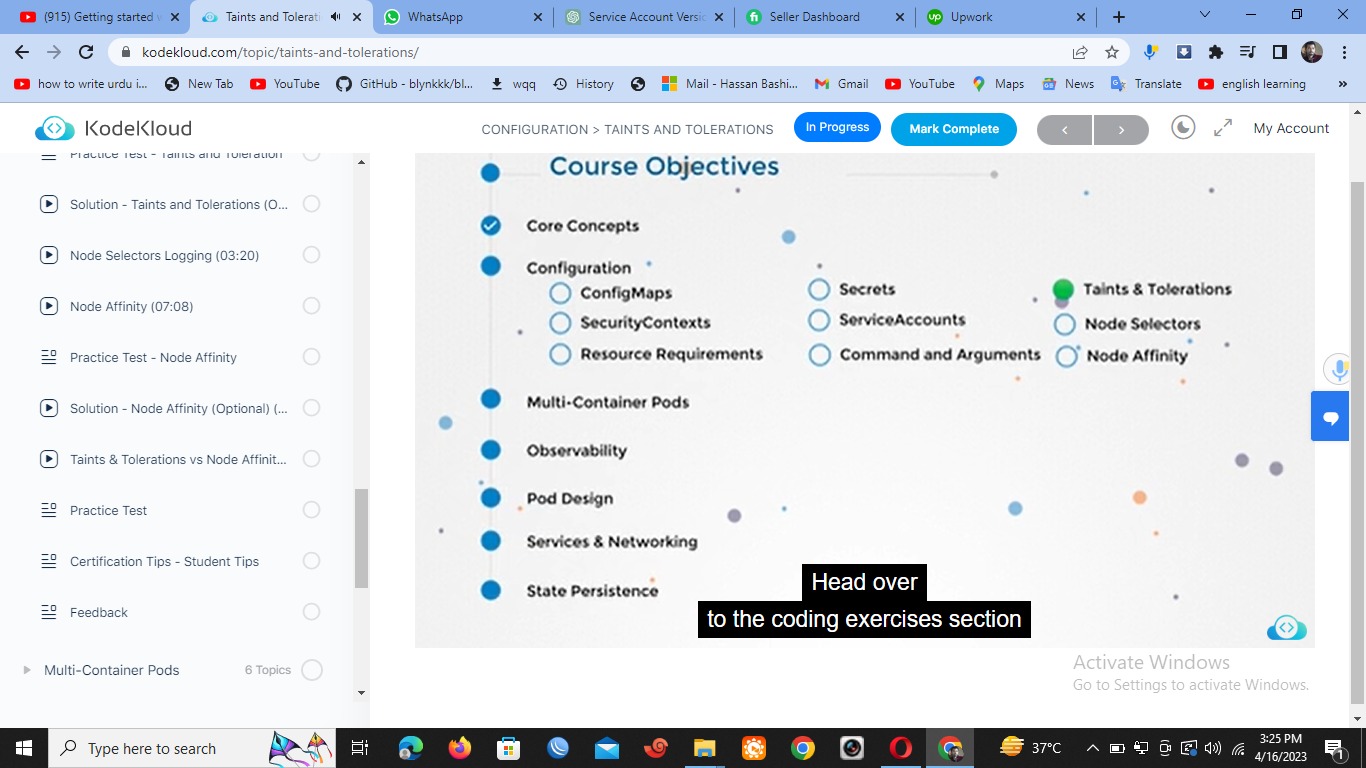 (915) Getting started w
Taints and Tolerati
WhatsApp
Service Account Versio
Seller Dashboard
Upwork
kodekloud.com/topic/taints-and-tolerations/
how to write urdu i...
New Tab
YouTube
GitHub - blynkkk/bl...
wqq
History
Mail - Hassan Bashi...
Gmail
YouTube
Maps
News
Translate
english learning
»
KodeKloud
CONFIGURATION > TAINTS AND TOLERATIONS
In Progress
Mark Complete
<
>
My Account
Practice Test - Taints and Toleration
Solution - Taints and Tolerations (O...
Node Selectors Logging (03:20)
Node Affinity (07:08)
Practice Test - Node Affinity
Solution - Node Affinity (Optional) (...
Taints & Tolerations vs Node Affinit...
Practice Test
Certification Tips - Student Tips
Feedback
Multi-Container Pods
6 Topics
Course Objectives
Core Concepts
Configuration
ConfigMaps
Secrets
Taints & Tolerations
SecurityContexts
ServiceAccounts
Node Selectors
Resource Requirements
Command and Arguments
Node Affinity
Multi-Container Pods
Observability
Pod Design
Services & Networking
State Persistence
Head over
to the coding exercises section
Activate Windows
Go to Settings to activate Windows.
Type here to search
37°C
3:25 PM
4/16/2023
1